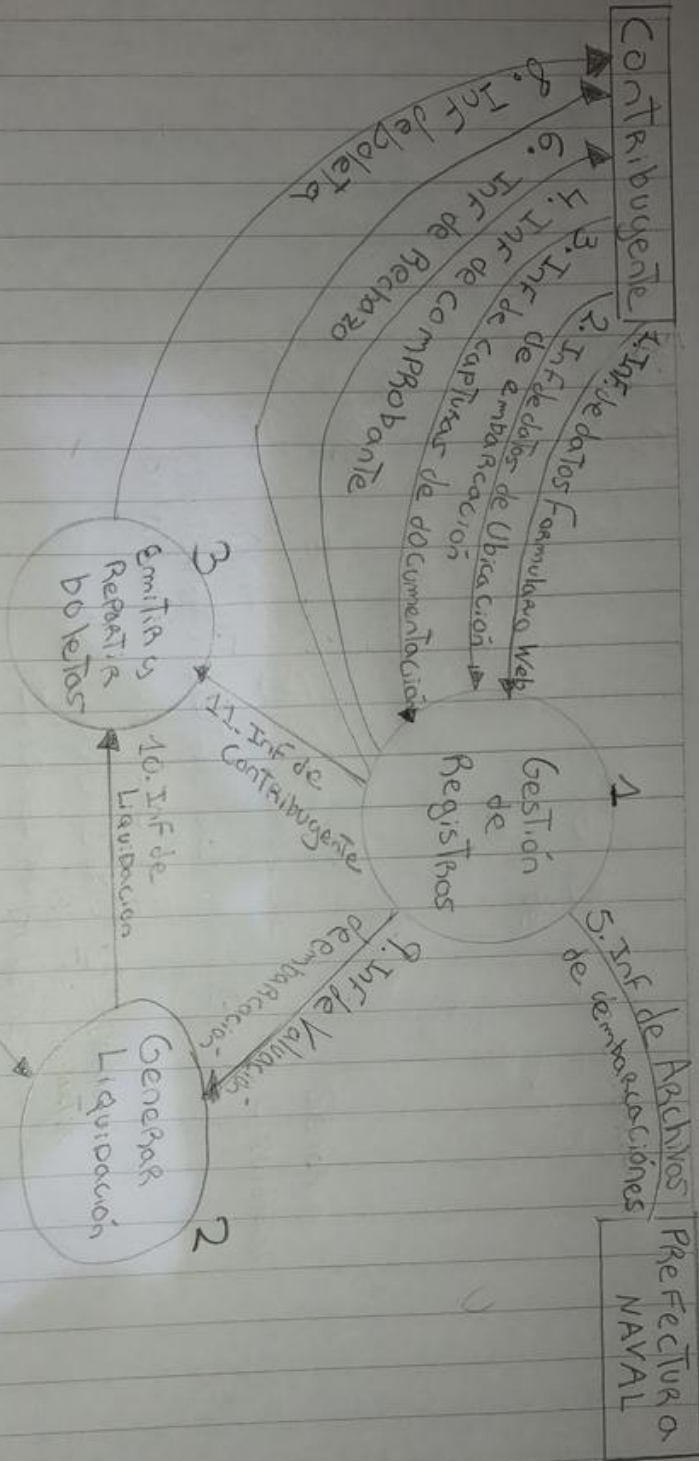 Contribuyente
1. Inf. de datos Formulario Web
2. Inf de datos de Ubicación
3. Inf de embarcación
4. Inf de capturas de documentación
6. Inf de comprobante
Inf de Rechazo
8. Inf de boleta
1
Gestión
de
Registros
5. Inf de Archivos
de embarcaciones
PREFECTURA
NAVAL
9. Inf de Valuación
de embarcación
11. Inf de
Contribuyente
3
Emitir y
Repartir
boletas
10. Inf de
Liquidación
Generar
Liquidación
2